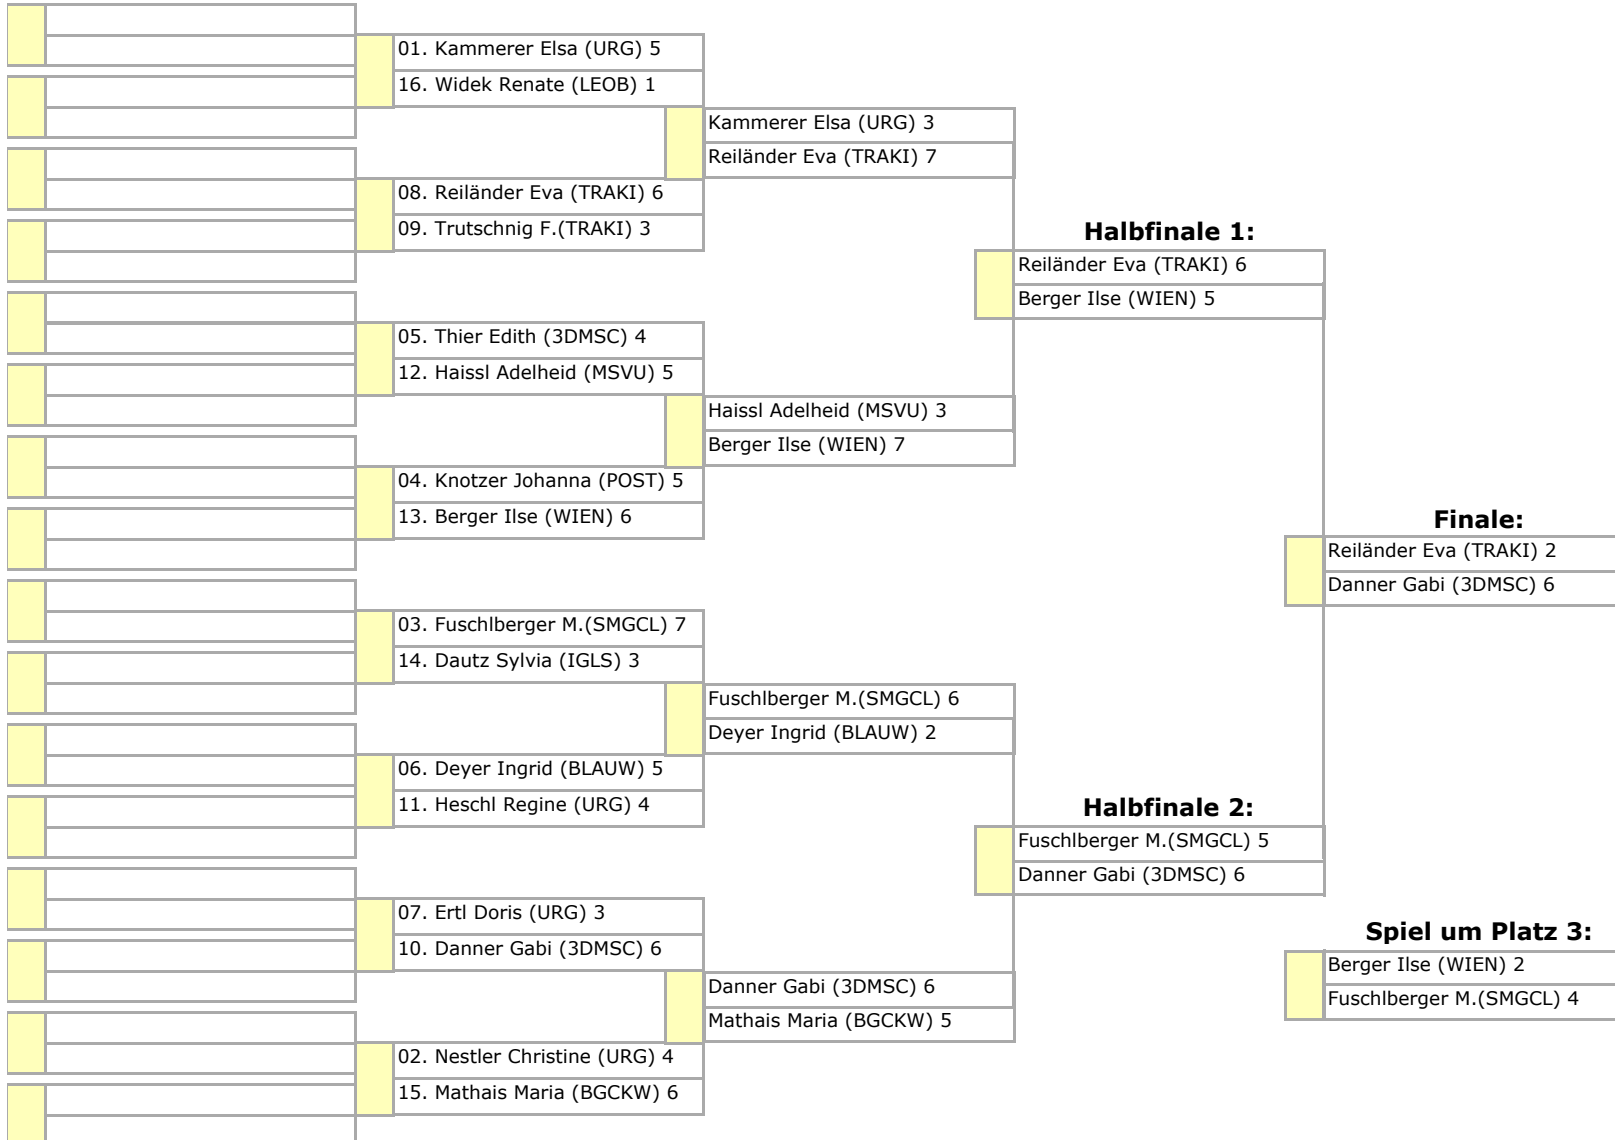 01. Kammerer Elsa (URG) 5
16. Widek Renate (LEOB) 1
Kammerer Elsa (URG) 3
Reiländer Eva (TRAKI) 7
08. Reiländer Eva (TRAKI) 6
09. Trutschnig F.(TRAKI) 3
Halbfinale 1:
Reiländer Eva (TRAKI) 6
Berger Ilse (WIEN) 5
05. Thier Edith (3DMSC) 4
12. Haissl Adelheid (MSVU) 5
Haissl Adelheid (MSVU) 3
Berger Ilse (WIEN) 7
04. Knotzer Johanna (POST) 5
13. Berger Ilse (WIEN) 6
Finale:
Reiländer Eva (TRAKI) 2
Danner Gabi (3DMSC) 6
03. Fuschlberger M.(SMGCL) 7
14. Dautz Sylvia (IGLS) 3
Fuschlberger M.(SMGCL) 6
Deyer Ingrid (BLAUW) 2
06. Deyer Ingrid (BLAUW) 5
11. Heschl Regine (URG) 4
Halbfinale 2:
Fuschlberger M.(SMGCL) 5
Danner Gabi (3DMSC) 6
07. Ertl Doris (URG) 3
10. Danner Gabi (3DMSC) 6
Spiel um Platz 3:
Berger Ilse (WIEN) 2
Fuschlberger M.(SMGCL) 4
Danner Gabi (3DMSC) 6
Mathais Maria (BGCKW) 5
02. Nestler Christine (URG) 4
15. Mathais Maria (BGCKW) 6